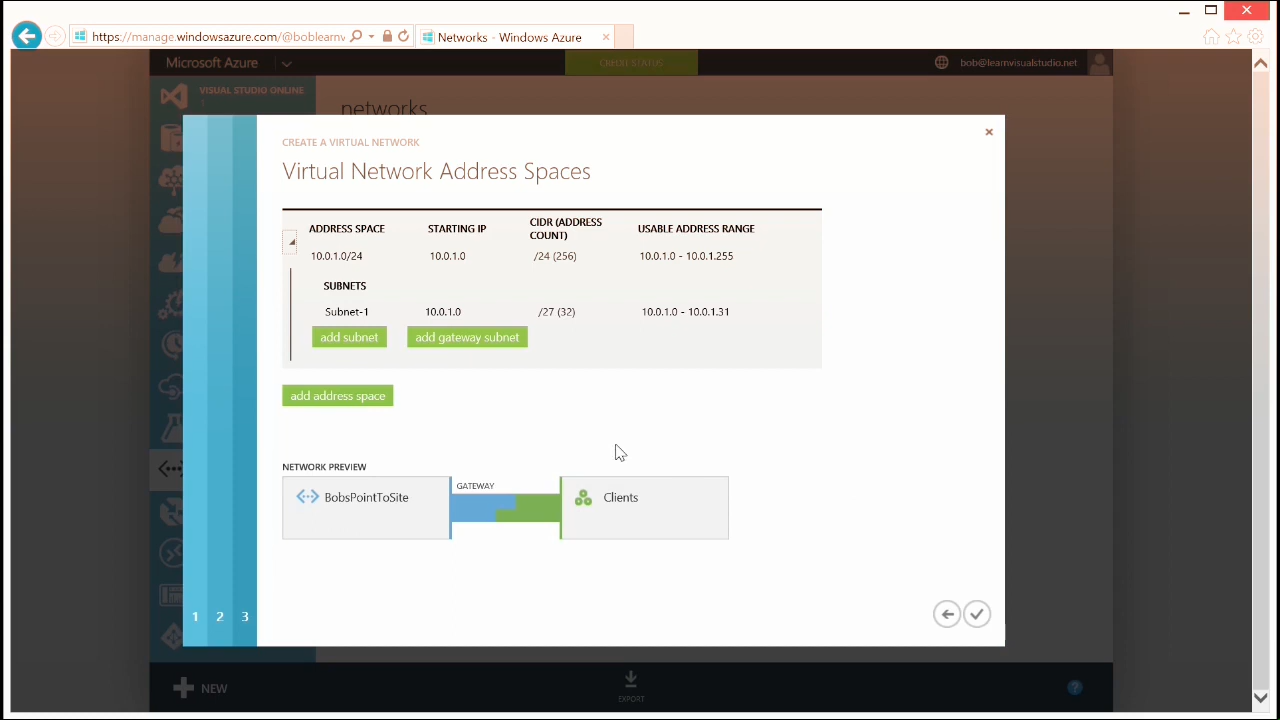 https://manage.windowsazure.com/@boblearnv
Networks - Windows Azure
Microsoft Azure
CREDIT STATUS
bob@learnvisualstudio.net
VISUAL STUDIO ONLINE
1
networks
CREATE A VIRTUAL NETWORK
Virtual Network Address Spaces
ADDRESS SPACE STARTING IP CIDR (ADDRESS COUNT) USABLE ADDRESS RANGE
10.0.1.0/24 10.0.1.0 /24 (256) 10.0.1.0 - 10.0.1.255
SUBNETS
Subnet-1 10.0.1.0 /27 (32) 10.0.1.0 - 10.0.1.31
add subnet add gateway subnet
add address space
NETWORK PREVIEW
BobsPointToSite GATEWAY Clients
1 2 3
NEW
EXPORT
?